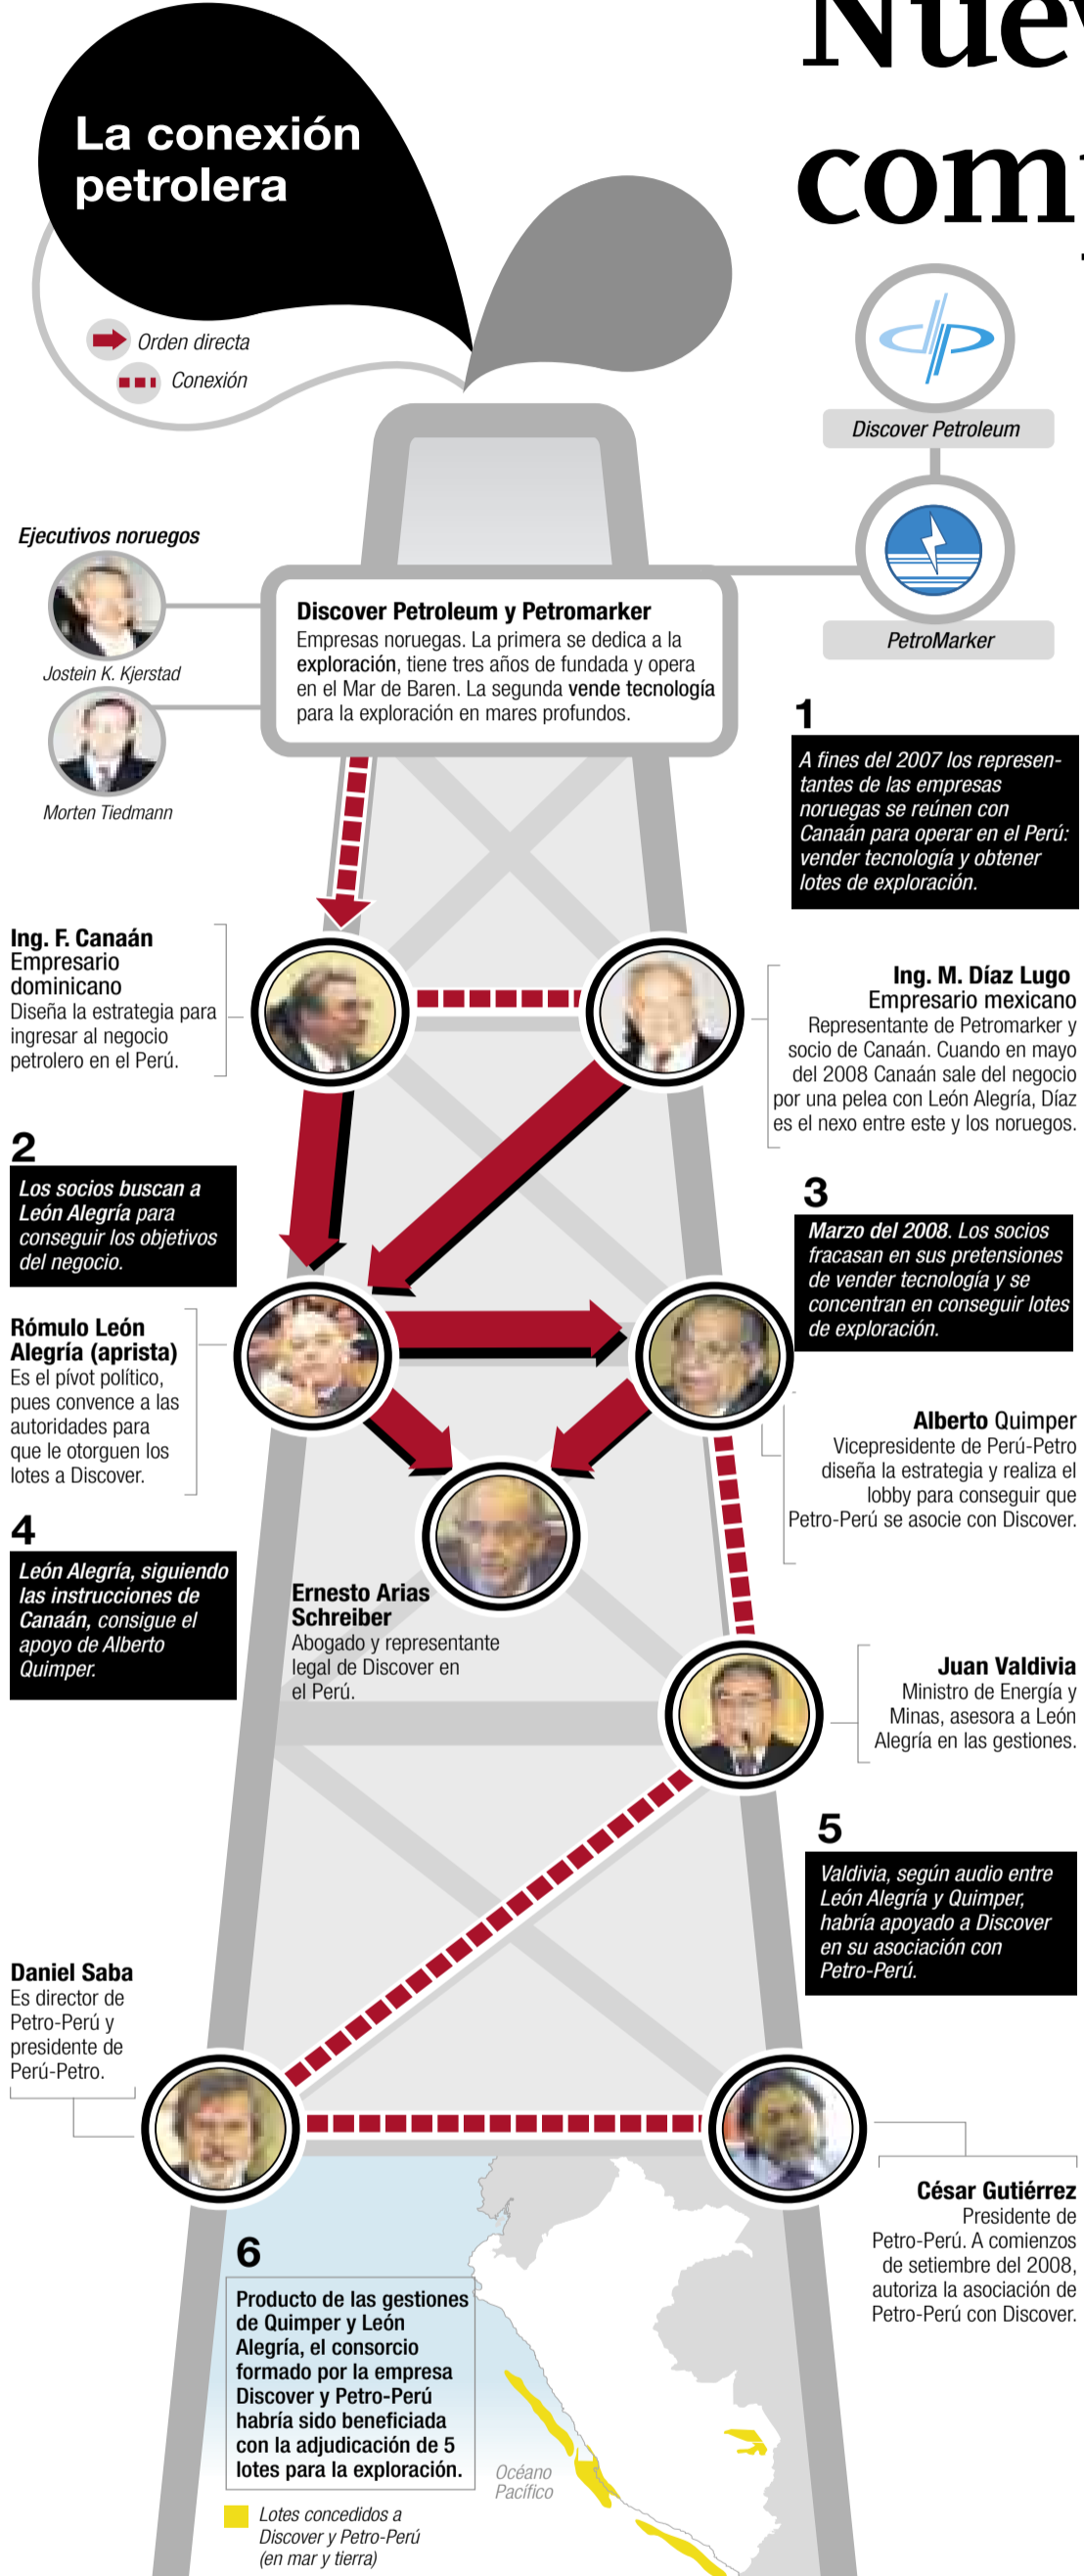 La conexión
petrolera
Orden directa
Conexión
Discover Petroleum
PetroMarker
Ejecutivos noruegos
Jostein K. Kjerstad
Morten Tiedmann
Discover Petroleum y Petromarker
Empresas noruegas. La primera se dedica a la
exploración, tiene tres años de fundada y opera
en el Mar de Baren. La segunda vende tecnología
para la exploración en mares profundos.
1
A fines del 2007 los represen-
tantes de las empresas
noruegas se reúnen con
Canaán para operar en el Perú:
vender tecnología y obtener
lotes de exploración.
Ing. F. Canaán
Empresario
dominicano
Diseña la estrategia para
ingresar al negocio
petrolero en el Perú.
Ing. M. Díaz Lugo
Empresario mexicano
Representante de Petromarker y
socio de Canaán. Cuando en mayo
del 2008 Canaán sale del negocio
por una pelea con León Alegría, Díaz
es el nexo entre este y los noruegos.
2
Los socios buscan a
León Alegría para
conseguir los objetivos
del negocio.
3
Marzo del 2008. Los socios
fracasan en sus pretensiones
de vender tecnología y se
concentran en conseguir lotes
de exploración.
Rómulo León
Alegría (aprista)
Es el pívot político,
pues convence a las
autoridades para
que le otorguen los
lotes a Discover.
Alberto Quimper
Vicepresidente de Perú-Petro
diseña la estrategia y realiza el
lobby para conseguir que
Petro-Perú se asocie con Discover.
4
León Alegría, siguiendo
las instrucciones de
Canaán, consigue el
apoyo de Alberto
Quimper.
Ernesto Arias
Schreiber
Abogado y representante
legal de Discover en
el Perú.
Juan Valdivia
Ministro de Energía y
Minas, asesora a León
Alegría en las gestiones.
5
Valdivia, según audio entre
León Alegría y Quimper,
habría apoyado a Discover
en su asociación con
Petro-Perú.
Daniel Saba
Es director de
Petro-Perú y
presidente de
Perú-Petro.
César Gutiérrez
Presidente de
Petro-Perú. A comienzos
de setiembre del 2008,
autoriza la asociación de
Petro-Perú con Discover.
6
Producto de las gestiones
de Quimper y León
Alegría, el consorcio
formado por la empresa
Discover y Petro-Perú
habría sido beneficiada
con la adjudicación de 5
lotes para la exploración.
Océano
Pacífico
Lotes concedidos a
Discover y Petro-Perú
(en mar y tierra)